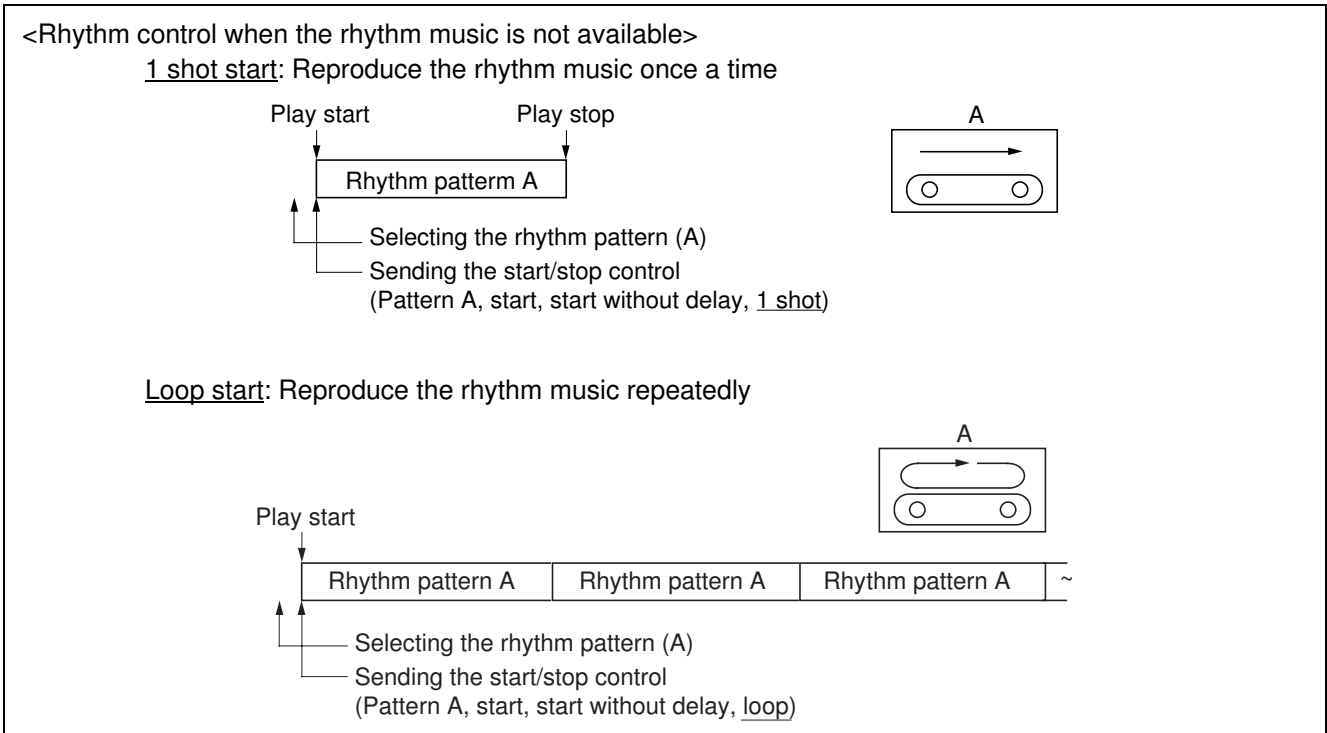 <Rhythm control when the rhythm music is not available>
1 shot start: Reproduce the rhythm music once a time
Play start Play stop A
Rhythm patterm A
Selecting the rhythm pattern (A)
Sending the start/stop control
(Pattern A, start, start without delay, 1 shot)
Loop start: Reproduce the rhythm music repeatedly
A
Play start
Rhythm pattern A Rhythm pattern A Rhythm pattern A ~
Selecting the rhythm pattern (A)
Sending the start/stop control
(Pattern A, start, start without delay, loop)